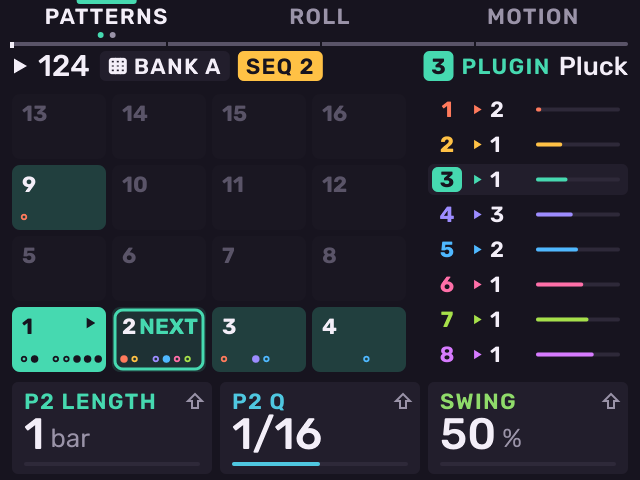 PATTERNS ROLL MOTION
124 BANK A SEQ 2 3 PLUGIN Pluck
13 14 15 16
9 10 11 12
5 6 7 8
1 2 NEXT 3 4
1 2
2 1
3 1
4 3
5 2
6 1
7 1
8 1
P2 LENGTH P2 Q SWING
1 bar 1/16 50 %